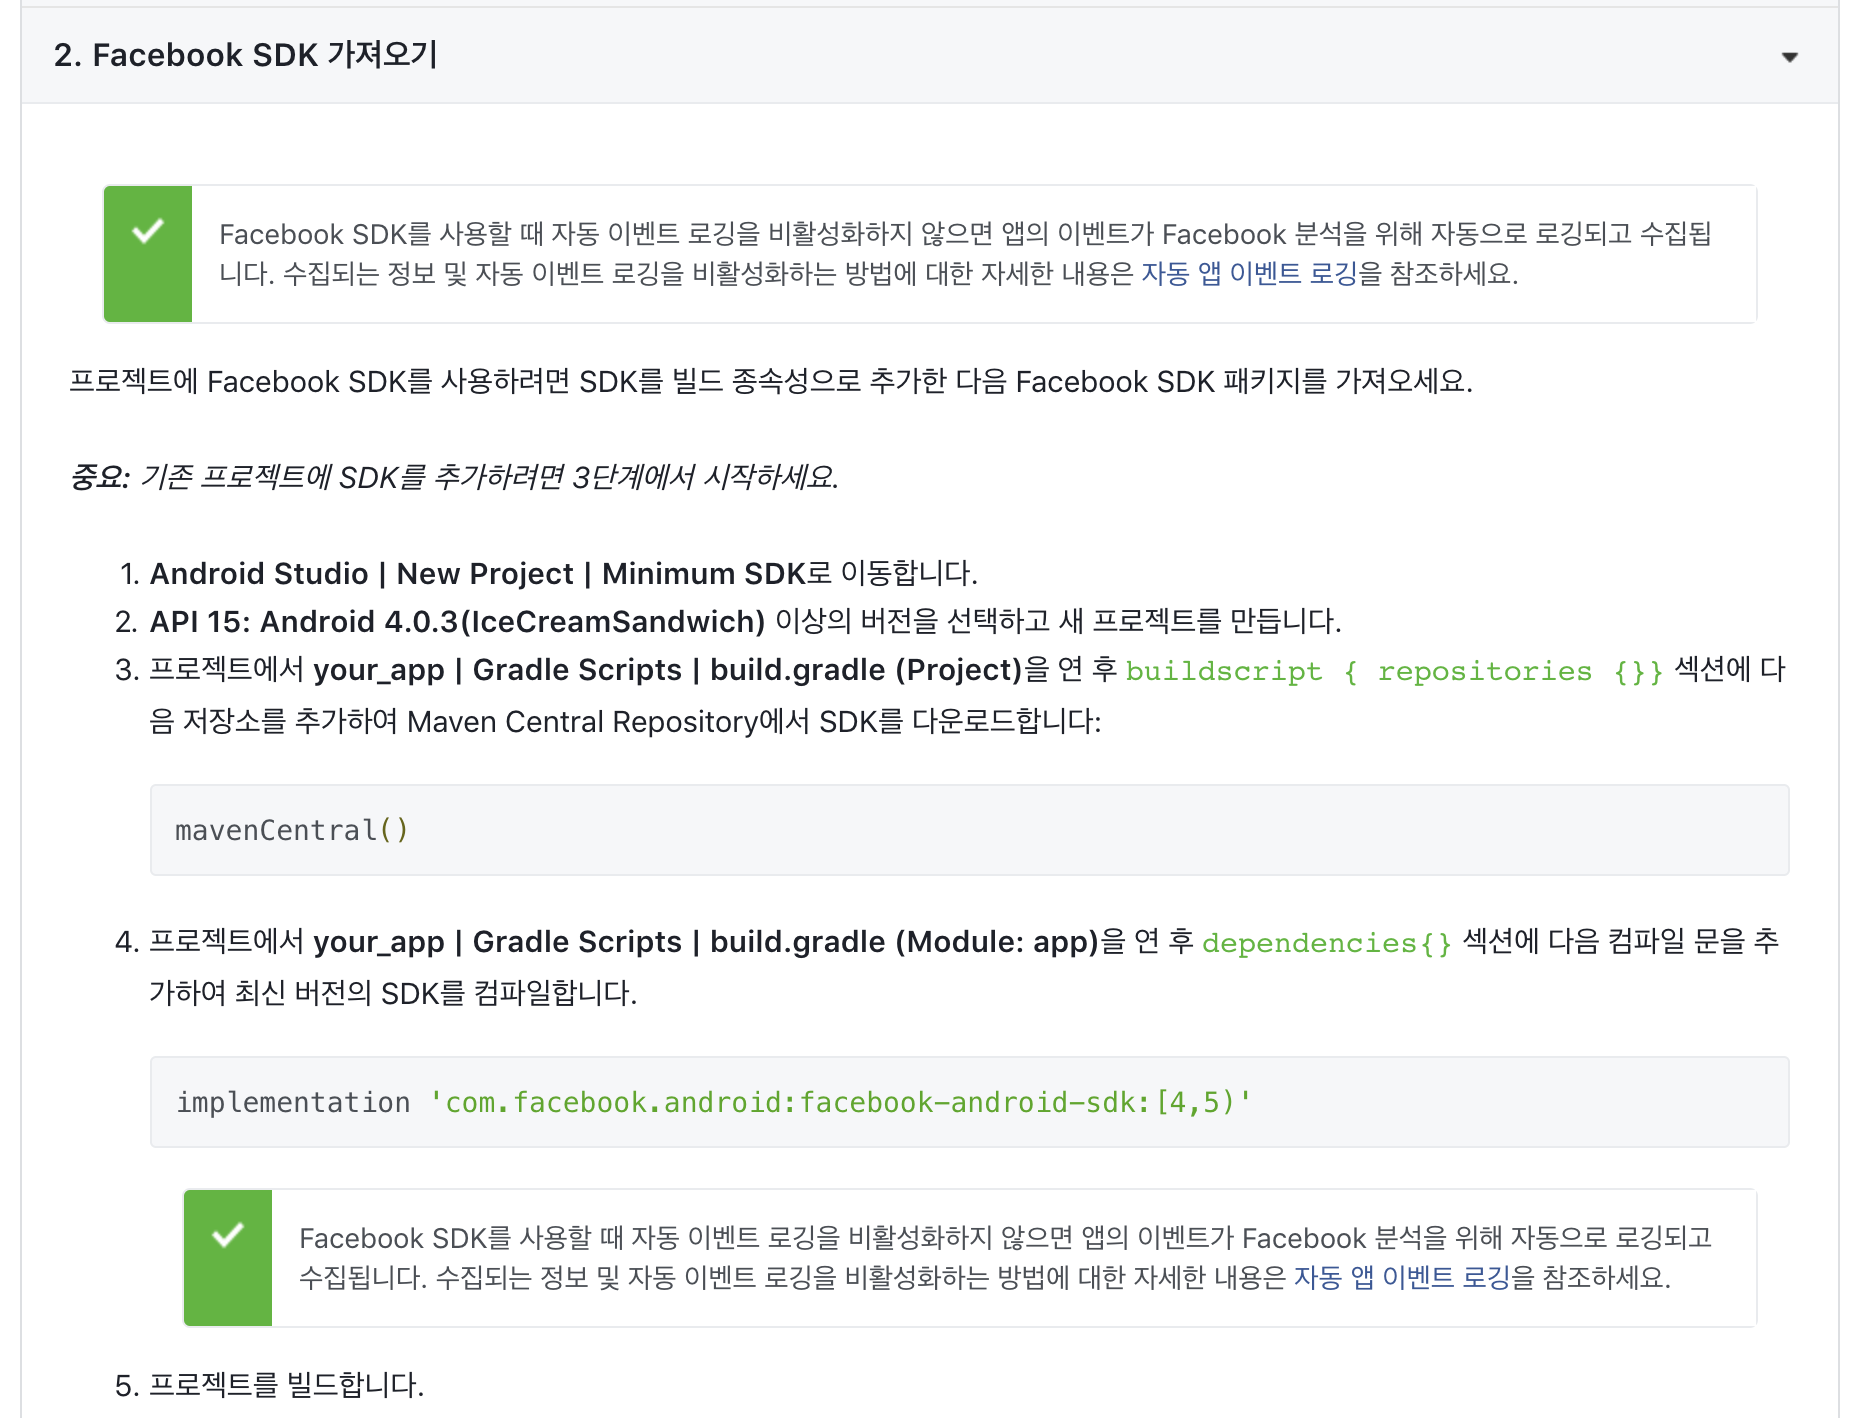 2. Facebook SDK 가져오기
Facebook SDK를 사용할 때 자동 이벤트 로깅을 비활성화하지 않으면 앱의 이벤트가 Facebook 분석을 위해 자동으로 로깅되고 수집됩
니다. 수집되는 정보 및 자동 이벤트 로깅을 비활성화하는 방법에 대한 자세한 내용은 자동 앱 이벤트 로깅을 참조하세요.
프로젝트에 Facebook SDK를 사용하려면 SDK를 빌드 종속성으로 추가한 다음 Facebook SDK 패키지를 가져오세요.
중요: 기존 프로젝트에 SDK를 추가하려면 3단계에서 시작하세요.
1. Android Studio | New Project | Minimum SDK로 이동합니다.
2. API 15: Android 4.0.3(IceCreamSandwich) 이상의 버전을 선택하고 새 프로젝트를 만듭니다.
3. 프로젝트에서 your_app | Gradle Scripts | build.gradle (Project)을 연 후 buildscript { repositories {}} 섹션에 다
음 저장소를 추가하여 Maven Central Repository에서 SDK를 다운로드합니다:
mavenCentral()
4. 프로젝트에서 your_app | Gradle Scripts | build.gradle (Module: app)을 연 후 dependencies{} 섹션에 다음 컴파일 문을 추
가하여 최신 버전의 SDK를 컴파일합니다.
implementation 'com.facebook.android:facebook-android-sdk:[4,5)'
Facebook SDK를 사용할 때 자동 이벤트 로깅을 비활성화하지 않으면 앱의 이벤트가 Facebook 분석을 위해 자동으로 로깅되고
수집됩니다. 수집되는 정보 및 자동 이벤트 로깅을 비활성화하는 방법에 대한 자세한 내용은 자동 앱 이벤트 로깅을 참조하세요.
5. 프로젝트를 빌드합니다.